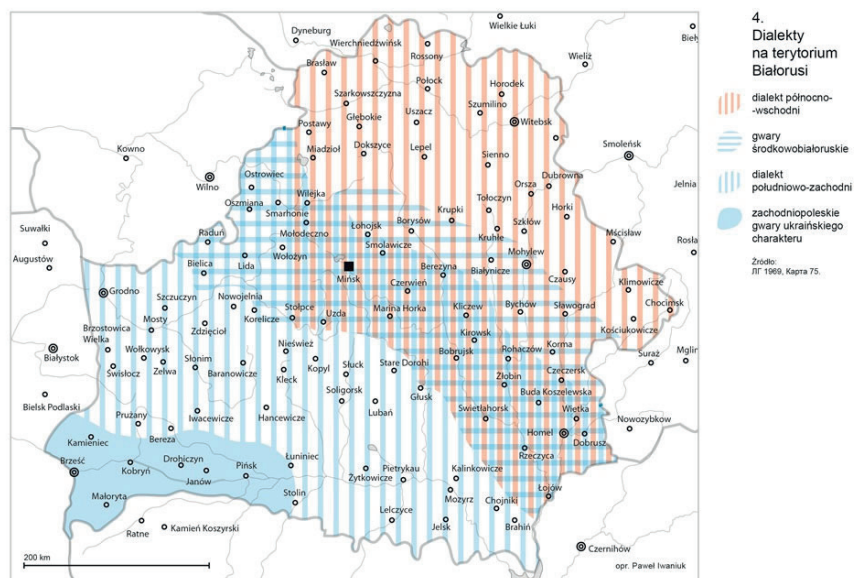 Dyneburg
Wielkie Łuki
Bieły
Wierchniedźwińsk
Rossony
Wieliż
Brasław
Połock
Horodek
Szarkowszczyzna
Szumilino
Postawy
Głębokie
Uszacz
Witebsk
Miadzioł
Dokszyce
Lepel
Smoleńsk
Kowno
Sienno
Wilno
Ostrowiec
Dubrowna
Jelnia
Oszmiana
Wilejka
Orsza
Smarhonie
Tołoczyn
Horki
Krupki
Łohojsk
Borysów
Szkłów
Mścisław
Suwałki
Raduń
Mołodeczno
Smolawicze
Kruhle
Mohylew
Rosła
Augustów
Wołożyn
Bielica
Lida
Berezyna
Białynicze
Mińsk
Czausy
Klimowicze
Grodno
Czerwień
Szczuczyn
Nowojelnia
Chocimsk
Stołpce
Marina Horka
Kliczew
Bychów
Sławograd
Brzostowica
Wielka
Mosty
Zdzięcioł
Korelicze
Uzda
Kościukowicze
Kirowsk
Białystok
Wołkowysk
Słonim
Nieśwież
Bobrujsk
Rohaczów
Korma
Suraż
Mglin
Świsłocz
Zelwa
Baranowicze
Kopyl
Słuck
Stare Dorohi
Kleck
Żłobin
Czeczersk
Bielsk Podlaski
Soligorsk
Głusk
Buda Koszelewska
Prużany
Iwacewicze
Hancewicze
Lubań
Swietłahorsk
Wietka
Nowozybkow
Kamieniec
Bereza
Homel
Dobrusz
Brześć
Drohiczyn
Łuniniec
Rzeczyca
Kobryń
Janów
Pińsk
Pietrykau
Kalinkowicze
Żytkowicze
Małoryta
Stolin
Mozyrz
Chojniki
Łojów
Ratne
Kamień Koszyrski
Lelczyce
Jelsk
Brahiń
Czernihów
200 km
opr. Paweł Iwaniuk
4.
Dialekty
na terytorium
Białorusi
dialekt północno-
-wschodni
gwary
środkowobiałoruskie
dialekt
południowo-zachodni
zachodniopoleskie
gwary ukraińskiego
charakteru
Źródło:
ЛГ 1969, Карта 75.